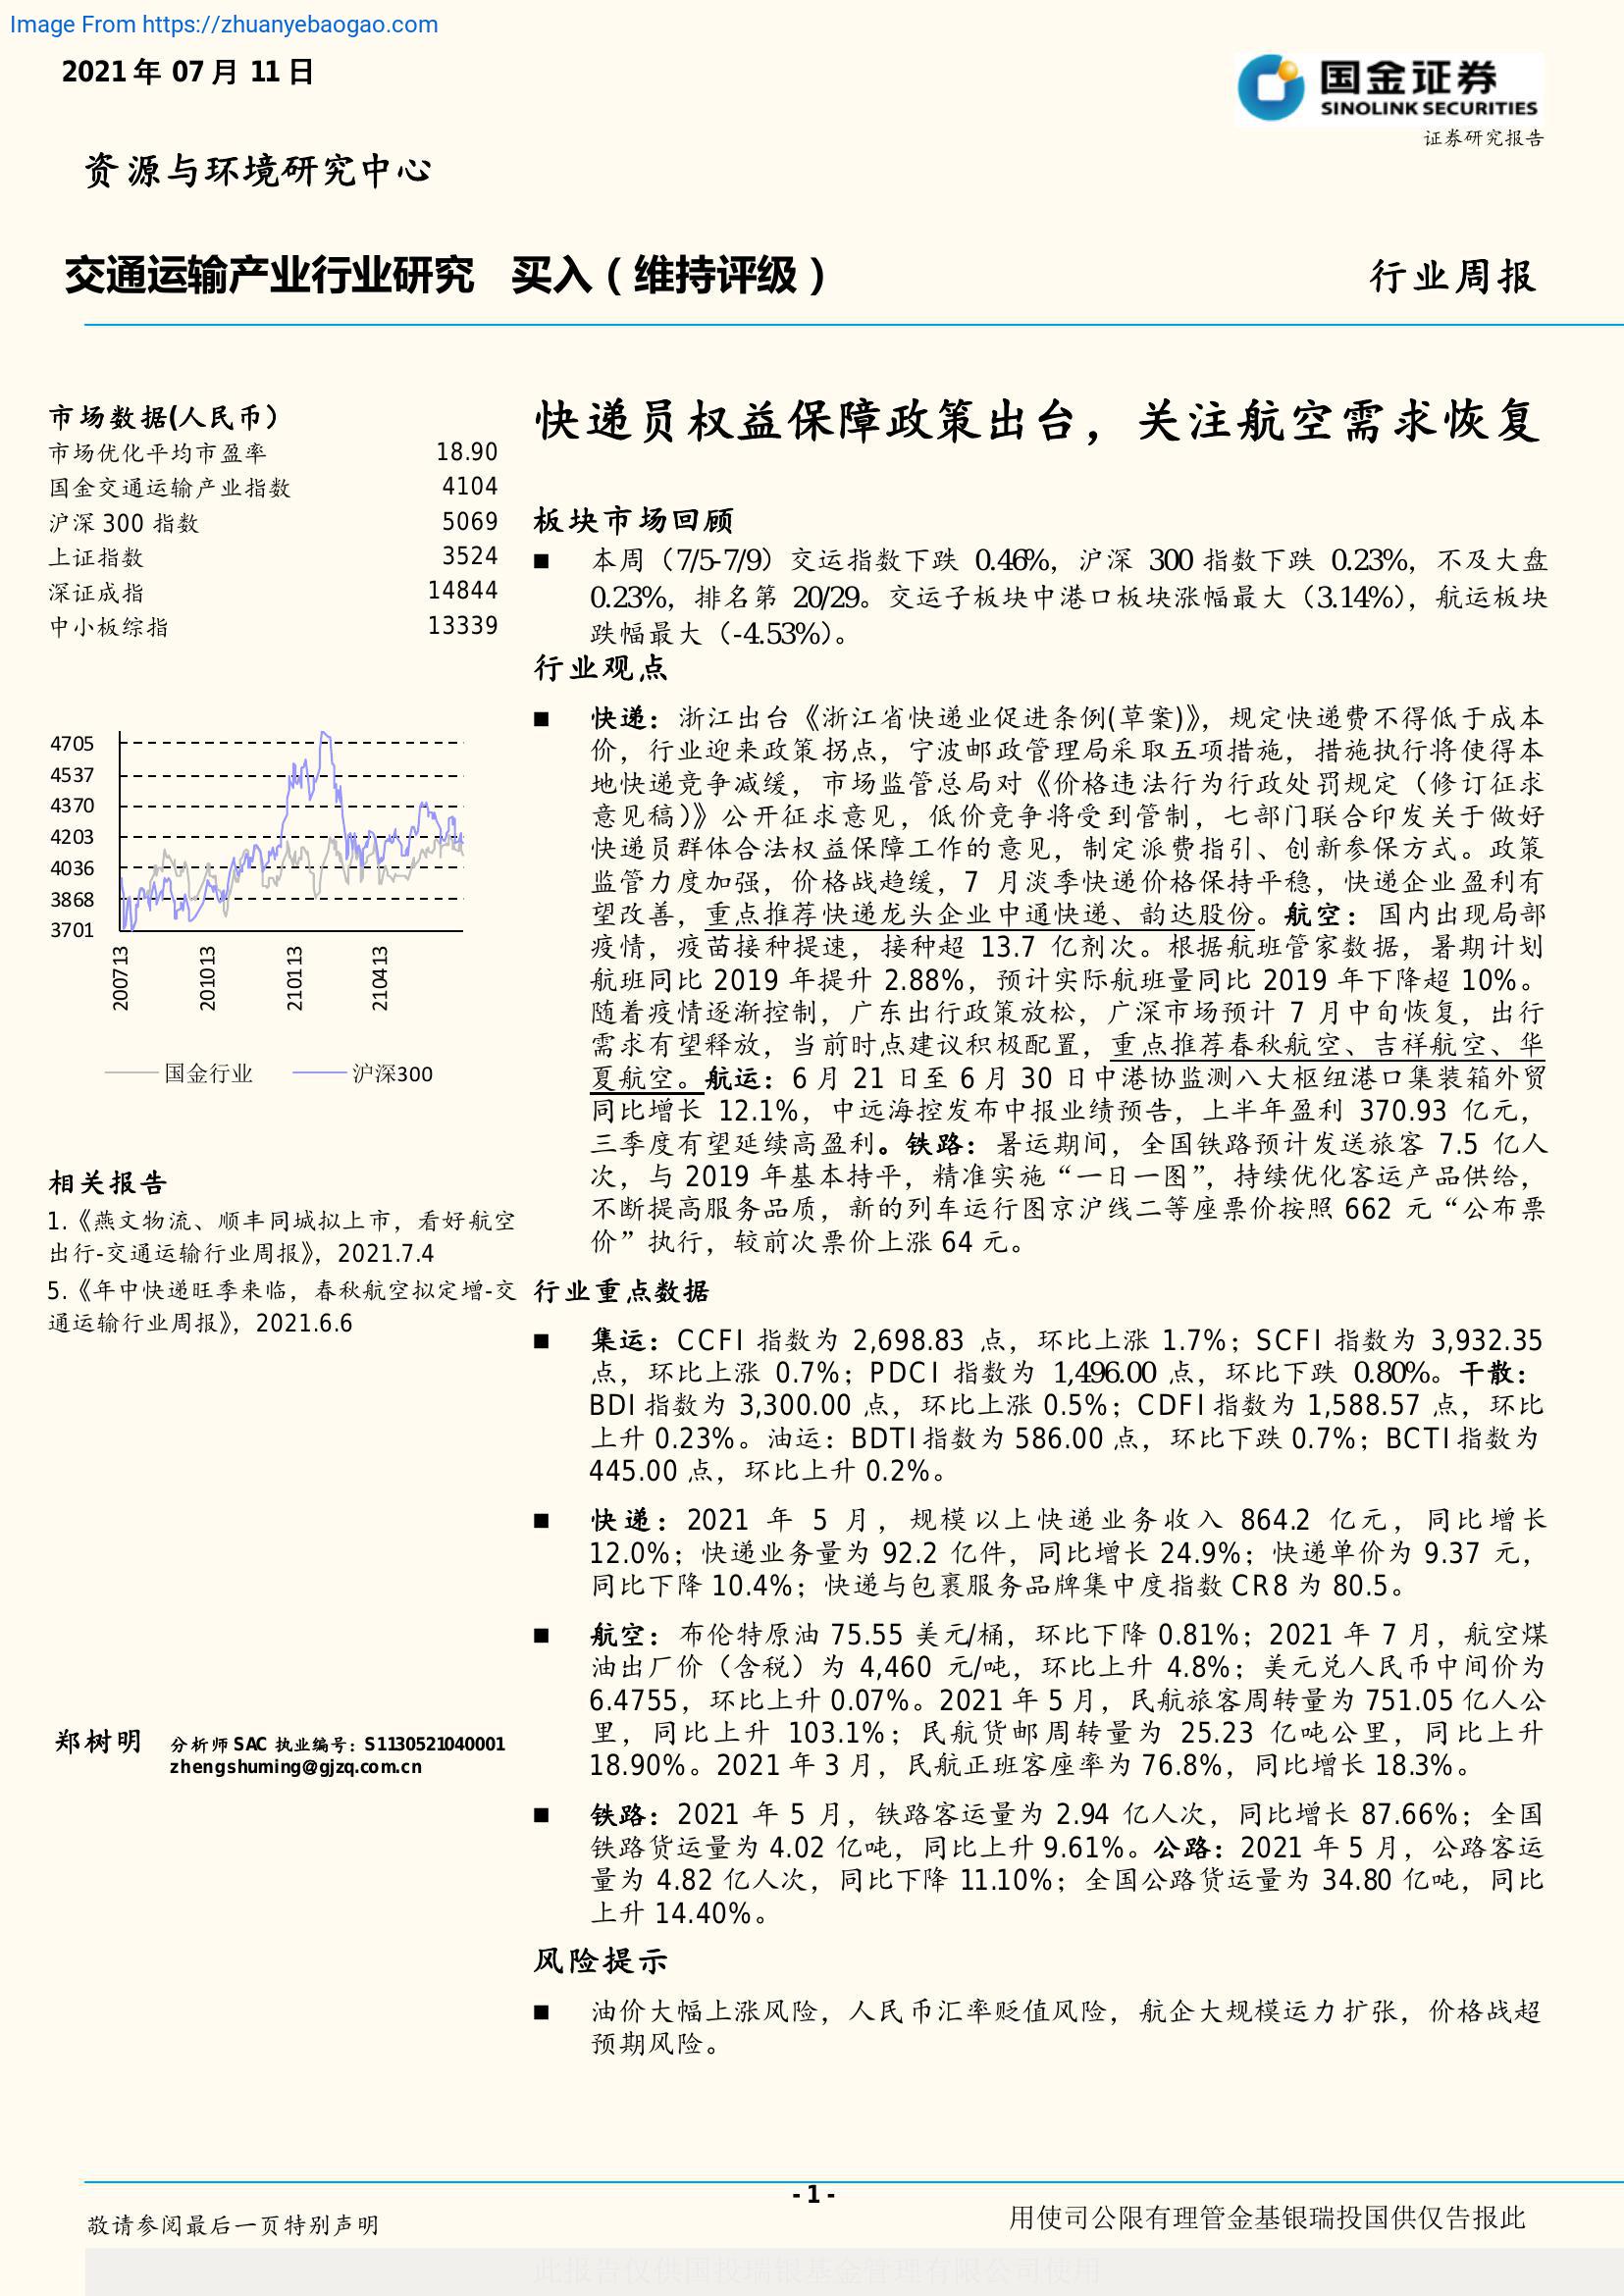 Image From https://zhuanyebaogao.com
2021 年 07 月 11 日
国金证券
SINOLINK SECURITIES
证券研究报告
资源与环境研究中心
交通运输产业行业研究 买入（维持评级）
行业周报
市场数据(人民币）
市场优化平均市盈率 18.90
国金交通运输产业指数 4104
沪深 300 指数 5069
上证指数 3524
深证成指 14844
中小板综指 13339
4705
4537
4370
4203
4036
3868
3701
200713
201013
210113
210413
国金行业 沪深300
相关报告
1.《燕文物流、顺丰同城拟上市，看好航空
出行-交通运输行业周报》，2021.7.4
5.《年中快递旺季来临，春秋航空拟定增-交
通运输行业周报》，2021.6.6
郑树明 分析师 SAC 执业编号：S1130521040001
zhengshuming@gjzq.com.cn
快递员权益保障政策出台，关注航空需求恢复
板块市场回顾
■ 本周（7/5-7/9）交运指数下跌 0.46%，沪深 300 指数下跌 0.23%，不及大盘
0.23%，排名第 20/29。交运子板块中港口板块涨幅最大（3.14%），航运板块
跌幅最大（-4.53%）。
行业观点
■ 快递：浙江出台《浙江省快递业促进条例(草案)》，规定快递费不得低于成本
价，行业迎来政策拐点，宁波邮政管理局采取五项措施，措施执行将使得本
地快递竞争减缓，市场监管总局对《价格违法行为行政处罚规定（修订征求
意见稿）》公开征求意见，低价竞争将受到管制，七部门联合印发关于做好
快递员群体合法权益保障工作的意见，制定派费指引、创新参保方式。政策
监管力度加强，价格战趋缓，7 月淡季快递价格保持平稳，快递企业盈利有
望改善，重点推荐快递龙头企业中通快递、韵达股份。航空：国内出现局部
疫情，疫苗接种提速，接种超 13.7 亿剂次。根据航班管家数据，暑期计划
航班同比 2019 年提升 2.88%，预计实际航班量同比 2019 年下降超 10%。
随着疫情逐渐控制，广东出行政策放松，广深市场预计 7 月中旬恢复，出行
需求有望释放，当前时点建议积极配置，重点推荐春秋航空、吉祥航空、华
夏航空。航运：6 月 21 日至 6 月 30 日中港协监测八大枢纽港口集装箱外贸
同比增长 12.1%，中远海控发布中报业绩预告，上半年盈利 370.93 亿元，
三季度有望延续高盈利。铁路：暑运期间，全国铁路预计发送旅客 7.5 亿人
次，与 2019 年基本持平，精准实施“一日一图”，持续优化客运产品供给，
不断提高服务品质，新的列车运行图京沪线二等座票价按照 662 元“公布票
价”执行，较前次票价上涨 64 元。
行业重点数据
■ 集运：CCFI 指数为 2,698.83 点，环比上涨 1.7%；SCFI 指数为 3,932.35
点，环比上涨 0.7%；PDCI 指数为 1,496.00 点，环比下跌 0.80%。干散：
BDI 指数为 3,300.00 点，环比上涨 0.5%；CDFI 指数为 1,588.57 点，环比
上升 0.23%。油运：BDTI 指数为 586.00 点，环比下跌 0.7%；BCTI 指数为
445.00 点，环比上升 0.2%。
■ 快递：2021 年 5 月，规模以上快递业务收入 864.2 亿元，同比增长
12.0%；快递业务量为 92.2 亿件，同比增长 24.9%；快递单价为 9.37 元，
同比下降 10.4%；快递与包裹服务品牌集中度指数 CR8 为 80.5。
■ 航空：布伦特原油 75.55 美元/桶，环比下降 0.81%；2021 年 7 月，航空煤
油出厂价（含税）为 4,460 元/吨，环比上升 4.8%；美元兑人民币中间价为
6.4755，环比上升 0.07%。2021 年 5 月，民航旅客周转量为 751.05 亿人公
里，同比上升 103.1%；民航货邮周转量为 25.23 亿吨公里，同比上升
18.90%。2021 年 3 月，民航正班客座率为 76.8%，同比增长 18.3%。
■ 铁路：2021 年 5 月，铁路客运量为 2.94 亿人次，同比增长 87.66%；全国
铁路货运量为 4.02 亿吨，同比上升 9.61%。公路：2021 年 5 月，公路客运
量为 4.82 亿人次，同比下降 11.10%；全国公路货运量为 34.80 亿吨，同比
上升 14.40%。
风险提示
■ 油价大幅上涨风险，人民币汇率贬值风险，航企大规模运力扩张，价格战超
预期风险。
- 1 -
敬请参阅最后一页特别声明
用使司公限有理管金基银瑞投国供仅告报此
此报告仅供国投瑞银基金管理有限公司使用